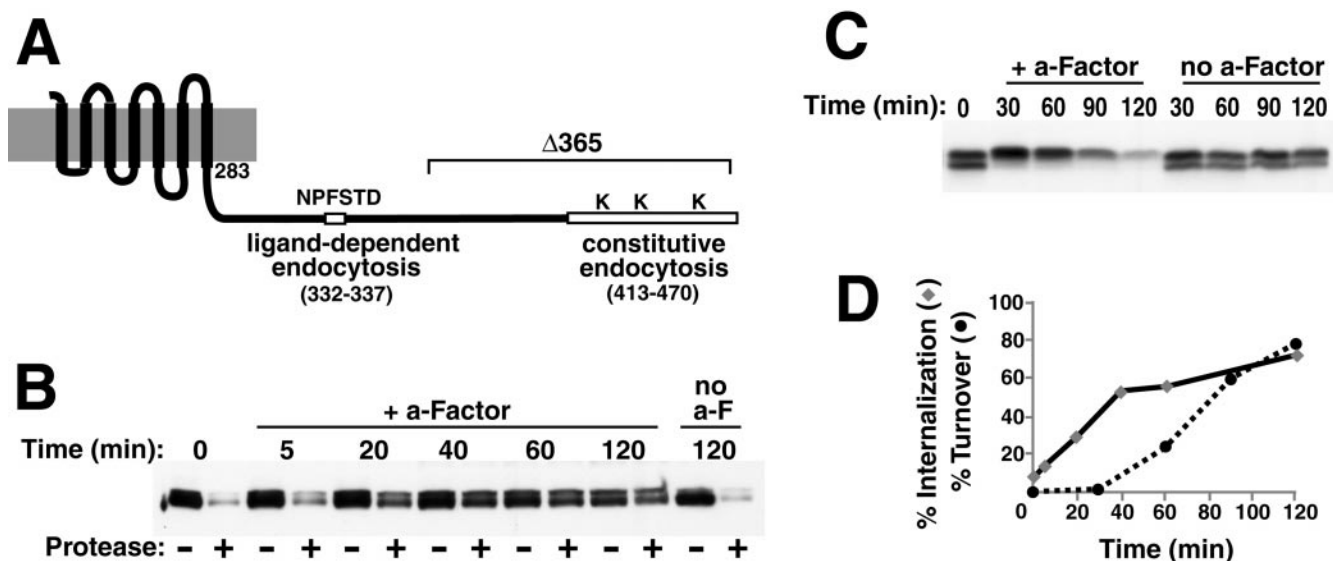 A
283
Δ365
NPFSTD
K K K
ligand-dependent
endocytosis
(332-337)
constitutive
endocytosis
(413-470)
B
+ a-Factor
no
a-F
Time (min): 0 5 20 40 60 120 120
Protease: - + - + - + - + - + - + - +
C
+ a-Factor no a-Factor
Time (min): 0 30 60 90 120 30 60 90 120
D
% Internalization (◆)
% Turnover (●)
100
80
60
40
20
0 20 40 60 80 100 120
Time (min)